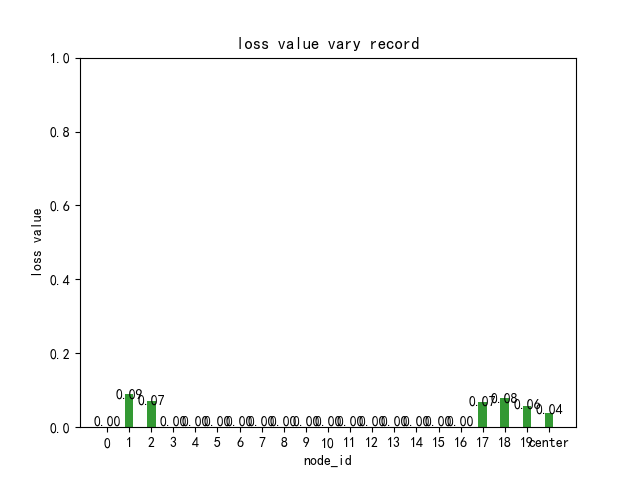 loss value vary record
1.0
0.8
0.6
0.4
0.2
0.0
loss value
0.00 0.09 0.07 0.00 0.00 0.00 0.00 0.00 0.00 0.00 0.00 0.00 0.00 0.00 0.00 0.00 0.00 0.07 0.08 0.06 0.04
0 1 2 3 4 5 6 7 8 9 10 11 12 13 14 15 16 17 18 19 center
node_id